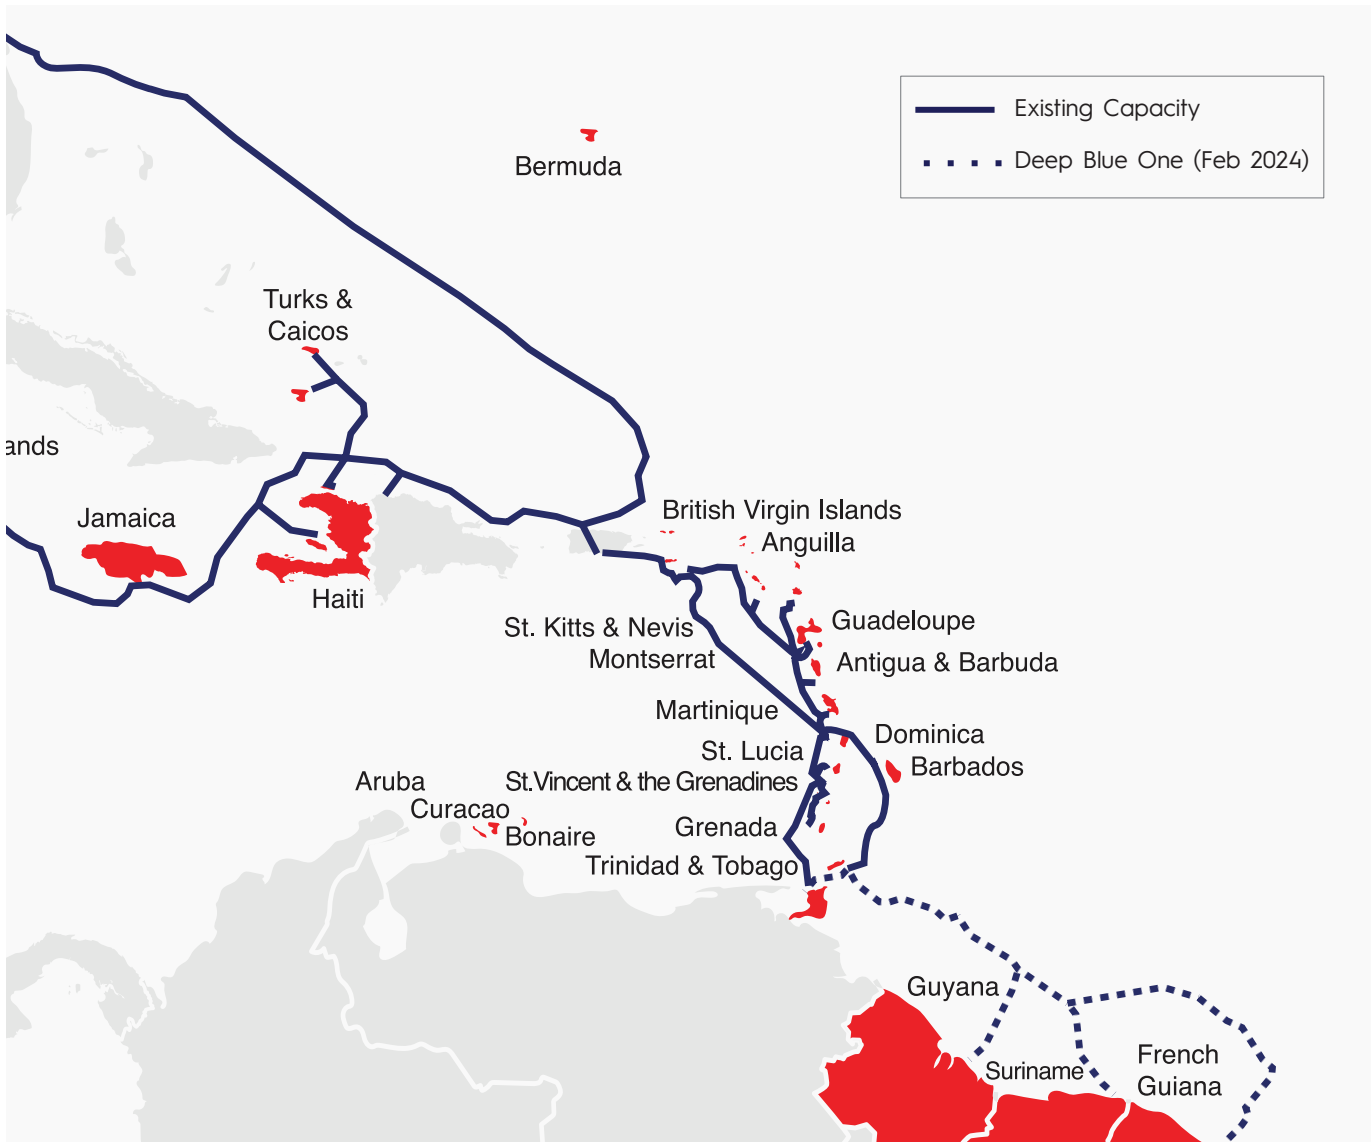 Existing Capacity
Deep Blue One (Feb 2024)
Bermuda
Turks &
Caicos
ands
Jamaica
Haiti
British Virgin Islands
Anguilla
St. Kitts & Nevis
Guadeloupe
Montserrat
Antigua & Barbuda
Martinique
Dominica
St. Lucia
Barbados
Aruba
St.Vincent & the Grenadines
Curacao
Bonaire
Grenada
Trinidad & Tobago
Guyana
Suriname
French
Guiana